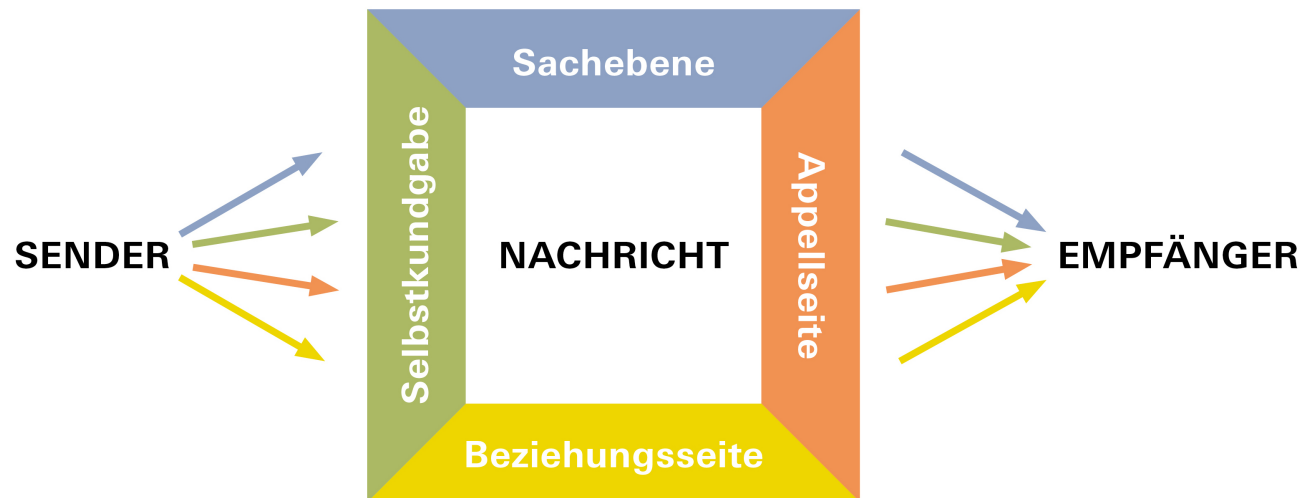 Sachebene
Selbstkundgabe
Appellseite
SENDER
NACHRICHT
EMPFÄNGER
Beziehungsseite